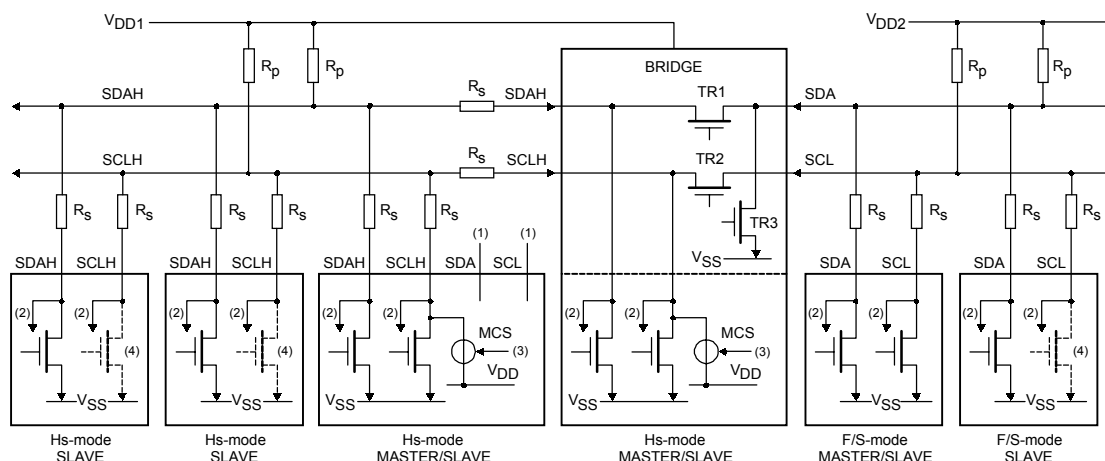 VDD1
VDD2
Rp
Rp
BRIDGE
Rp
Rp
SDAH
Rs
SDAH
TR1
SDA
SCLH
Rs
SCLH
TR2
SCL
Rs
Rs
Rs
Rs
Rs
Rs
(1)
(1)
TR3
VSS
Rs
Rs
Rs
Rs
SDAH
SCLH
SDAH
SCLH
SDAH
SCLH
SDA
SCL
SDA
SCL
SDA
SCL
(2)
(2)
(4)
VSS
(2)
(2)
(4)
VSS
(2)
(2)
MCS
(3)
VDD
VSS
(2)
(2)
MCS
(3)
VDD
VSS
(2)
(2)
VSS
(2)
(2)
(4)
VSS
Hs-mode
SLAVE
Hs-mode
SLAVE
Hs-mode
MASTER/SLAVE
Hs-mode
MASTER/SLAVE
F/S-mode
MASTER/SLAVE
F/S-mode
SLAVE